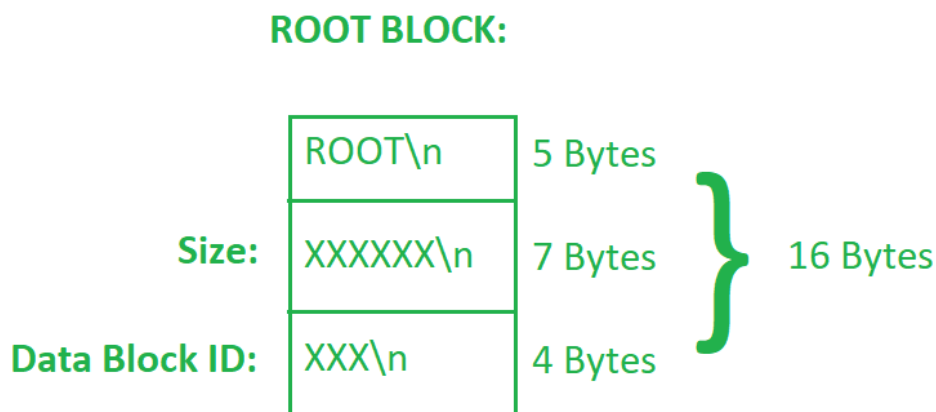 ROOT BLOCK:
ROOT\n 5 Bytes
Size: XXXXXX\n 7 Bytes } 16 Bytes
Data Block ID: XXX\n 4 Bytes